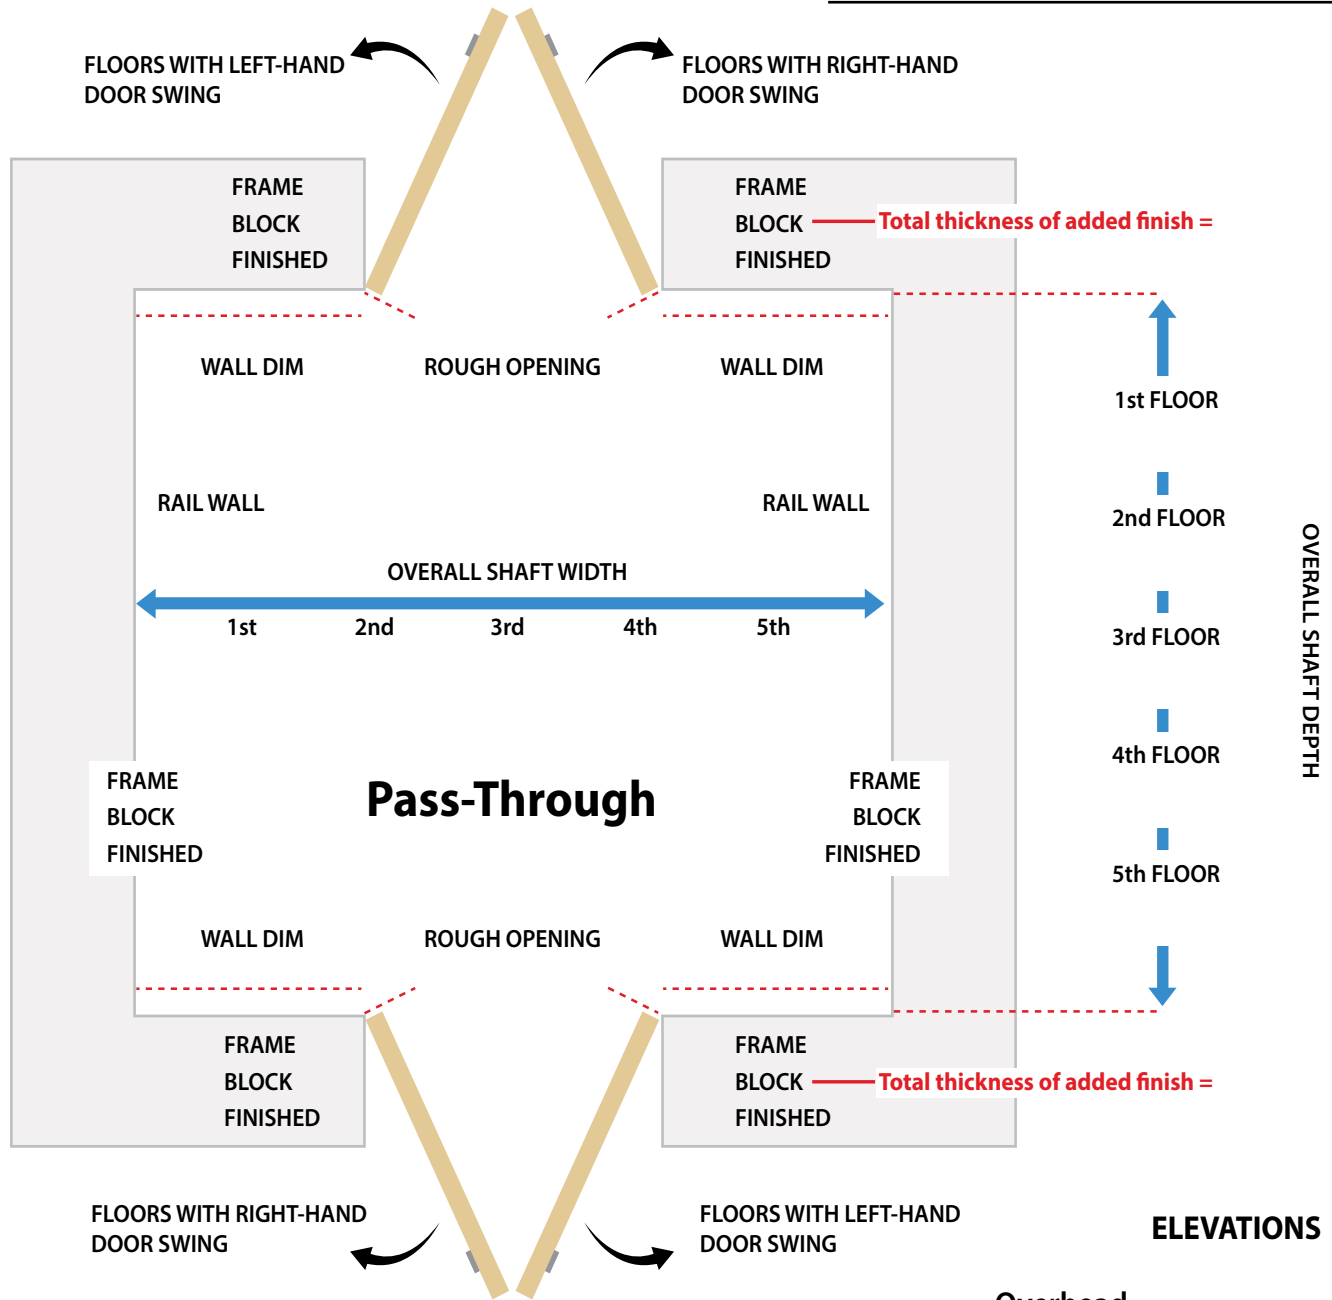 FLOORS WITH LEFT-HAND
DOOR SWING
FLOORS WITH RIGHT-HAND
DOOR SWING
FRAME
BLOCK
FINISHED
FRAME
BLOCK
FINISHED
Total thickness of added finish =
WALL DIM
ROUGH OPENING
WALL DIM
1st FLOOR
RAIL WALL
RAIL WALL
2nd FLOOR
OVERALL SHAFT DEPTH
OVERALL SHAFT WIDTH
1st
2nd
3rd
4th
5th
3rd FLOOR
4th FLOOR
FRAME
BLOCK
FINISHED
Pass-Through
FRAME
BLOCK
FINISHED
5th FLOOR
WALL DIM
ROUGH OPENING
WALL DIM
FRAME
BLOCK
FINISHED
FRAME
BLOCK
FINISHED
Total thickness of added finish =
FLOORS WITH RIGHT-HAND
DOOR SWING
FLOORS WITH LEFT-HAND
DOOR SWING
ELEVATIONS
Overhead